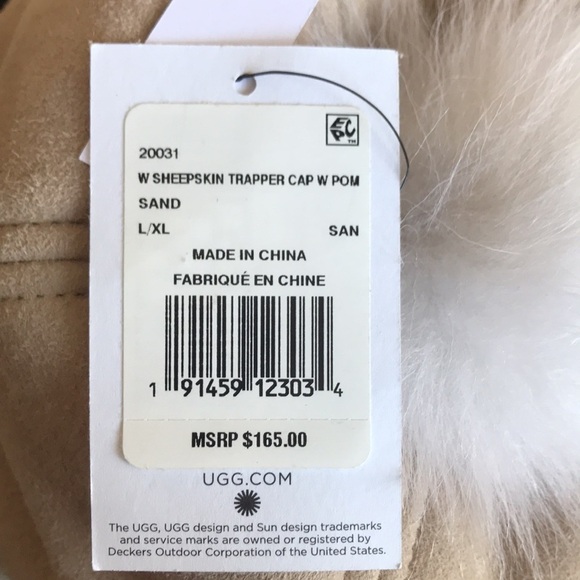 EPC™
20031
W SHEEPSKIN TRAPPER CAP W POM
SAND
L/XL SAN
MADE IN CHINA
FABRIQUÉ EN CHINE
1 91459 12303 4
MSRP $165.00
UGG.COM
The UGG, UGG design and Sun design trademarks
and service marks are owned or registered by
Deckers Outdoor Corporation of the United States.